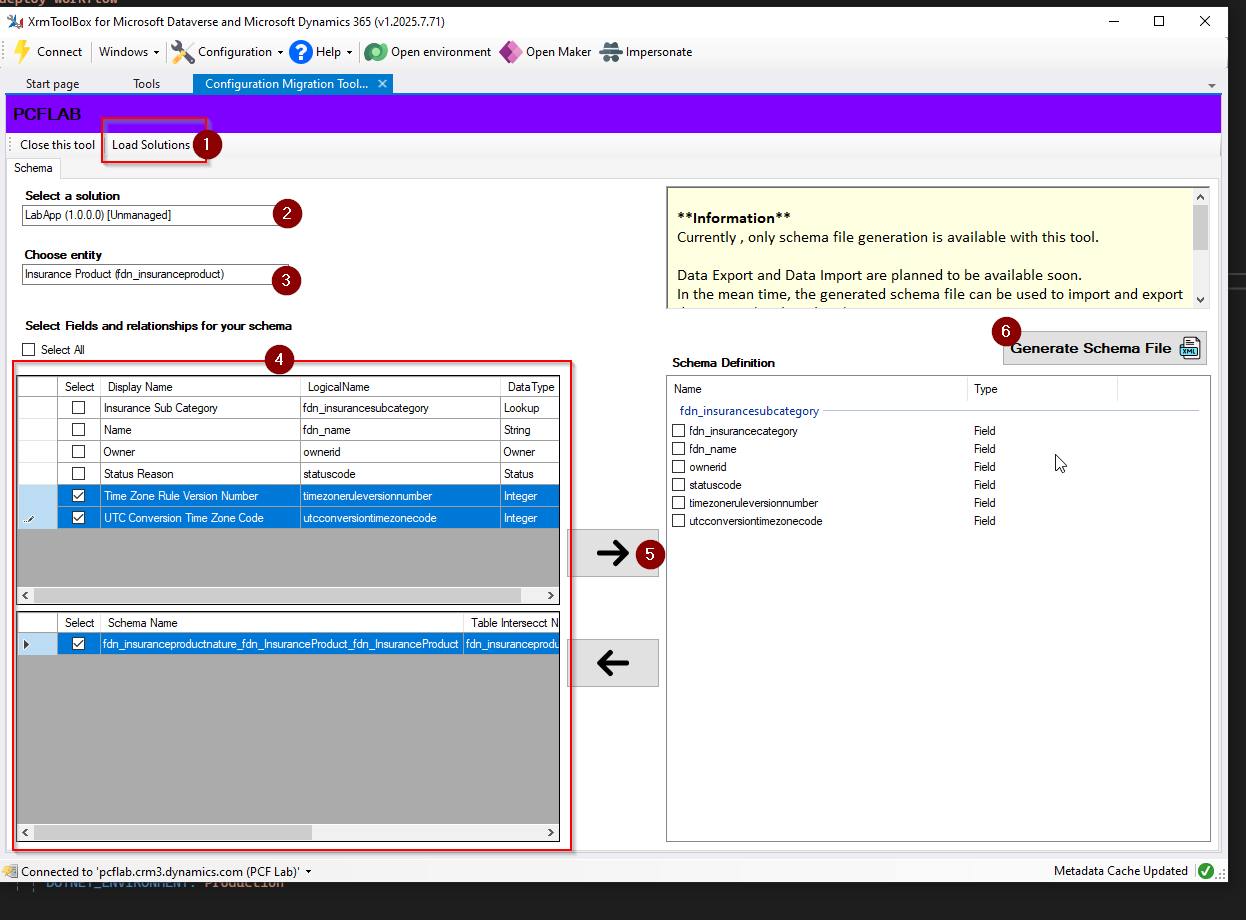 deploy workflow
XrmToolBox for Microsoft Dataverse and Microsoft Dynamics 365 (v1.2025.7.71)
Connect Windows Configuration Help Open environment Open Maker Impersonate
Start page Tools Configuration Migration Tool...
PCFLAB
Close this tool Load Solutions 1
Schema
Select a solution
LabApp (1.0.0.0) [Unmanaged] 2
Choose entity
Insurance Product (fdn_insuranceproduct) 3
**Information**
Currently , only schema file generation is available with this tool.
Data Export and Data Import are planned to be available soon.
In the mean time, the generated schema file can be used to import and export
Select Fields and relationships for your schema
Select All
4
6
Generate Schema File XML
Select Display Name LogicalName DataType
Insurance Sub Category fdn_insurancesubcategory Lookup
Name fdn_name String
Owner ownerid Owner
Status Reason statuscode Status
Time Zone Rule Version Number timezoneruleversionnumber Integer
UTC Conversion Time Zone Code utcconversiontimezonecode Integer
5
Select Schema Name Table Intersecct N
fdn_insuranceproductnature_fdn_InsuranceProduct_fdn_InsuranceProduct fdn_insuranceprodu
Schema Definition
Name Type
fdn_insurancesubcategory
fdn_insurancecategory Field
fdn_name Field
ownerid Field
statuscode Field
timezoneruleversionnumber Field
utcconversiontimezonecode Field
Connected to 'pcflab.crm3.dynamics.com (PCF Lab)' Metadata Cache Updated
DOTNET_ENVIRONMENT: Production